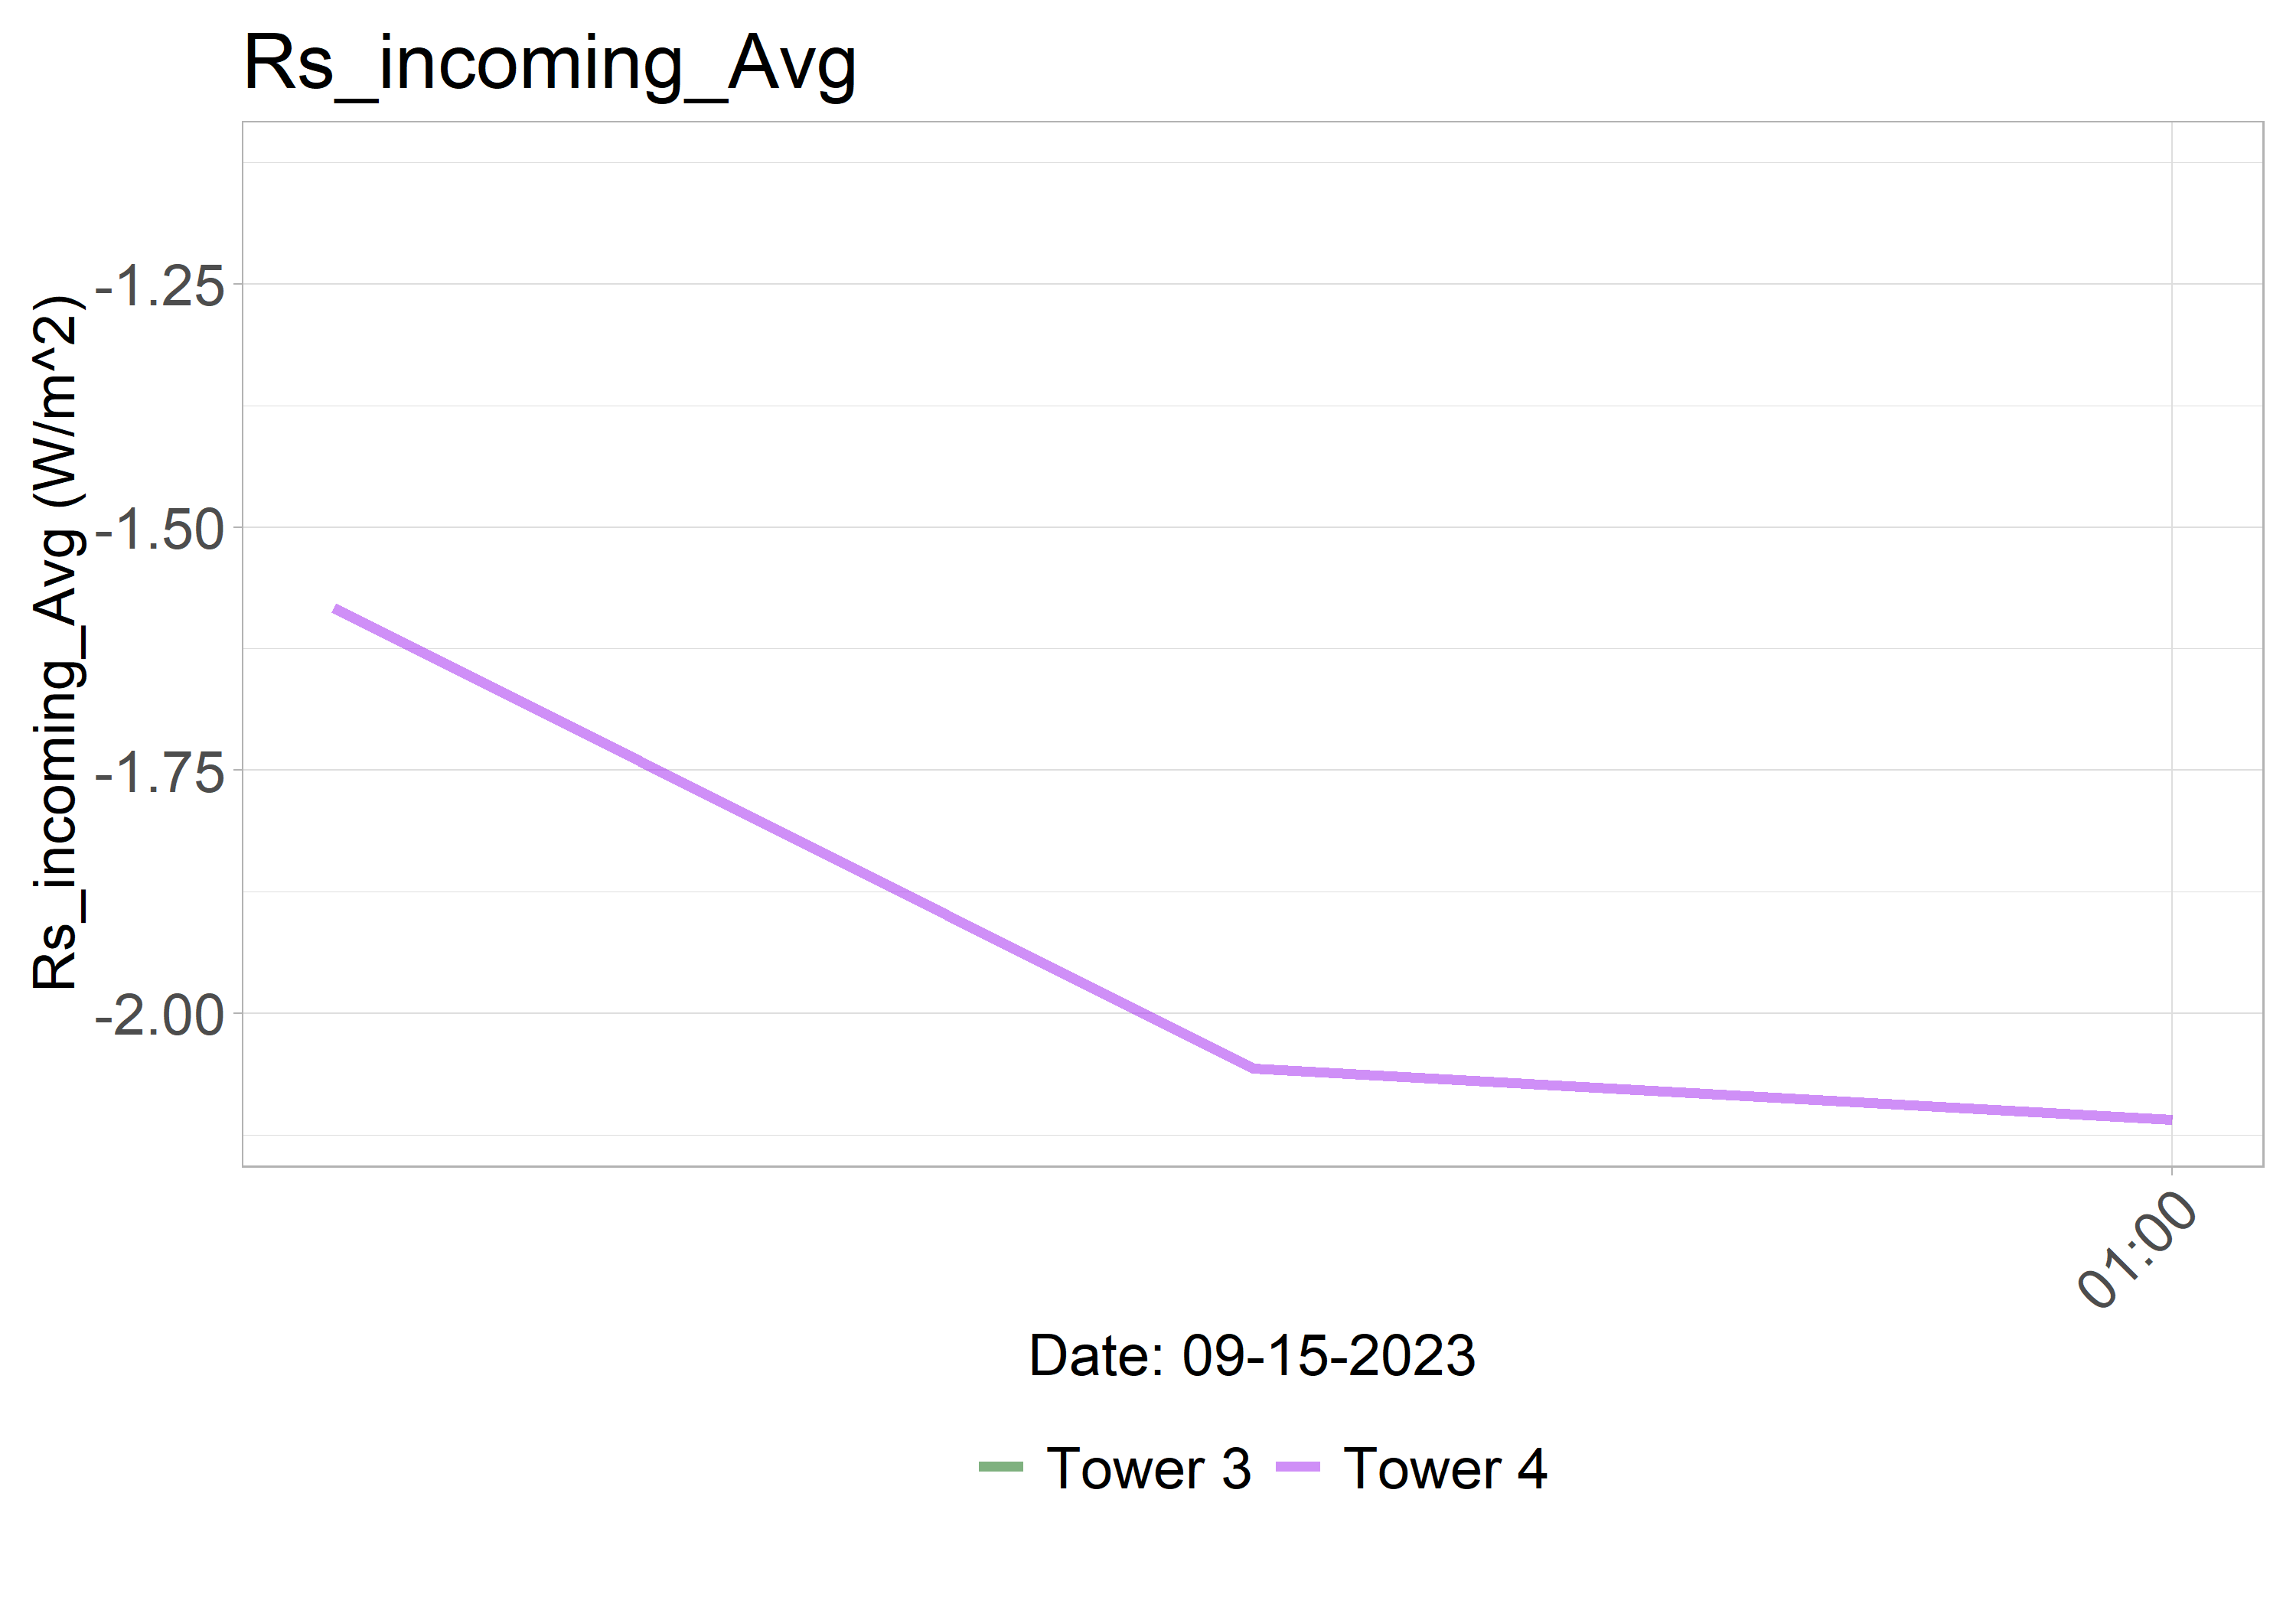 Rs_incoming_Avg
Rs_incoming_Avg (W/m^2)
-1.25
-1.50
-1.75
-2.00
01:00
Date: 09-15-2023
Tower 3 Tower 4